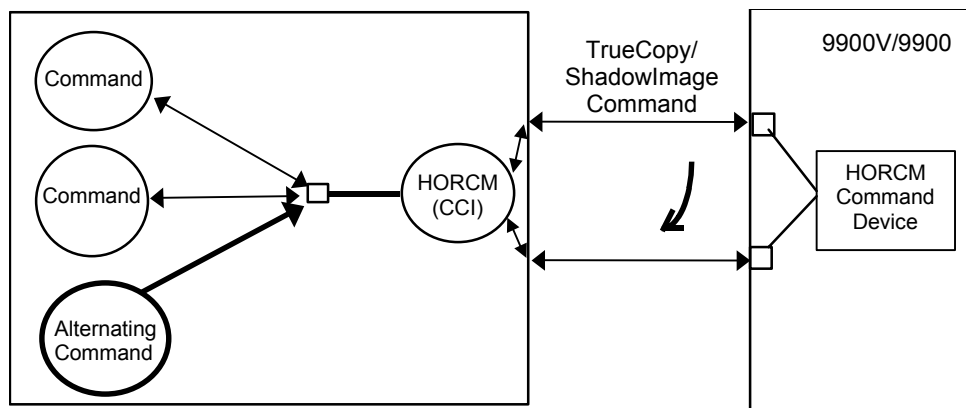 Command
Command
Alternating
Command
HORCM
(CCI)
TrueCopy/
ShadowImage
Command
9900V/9900
HORCM
Command
Device